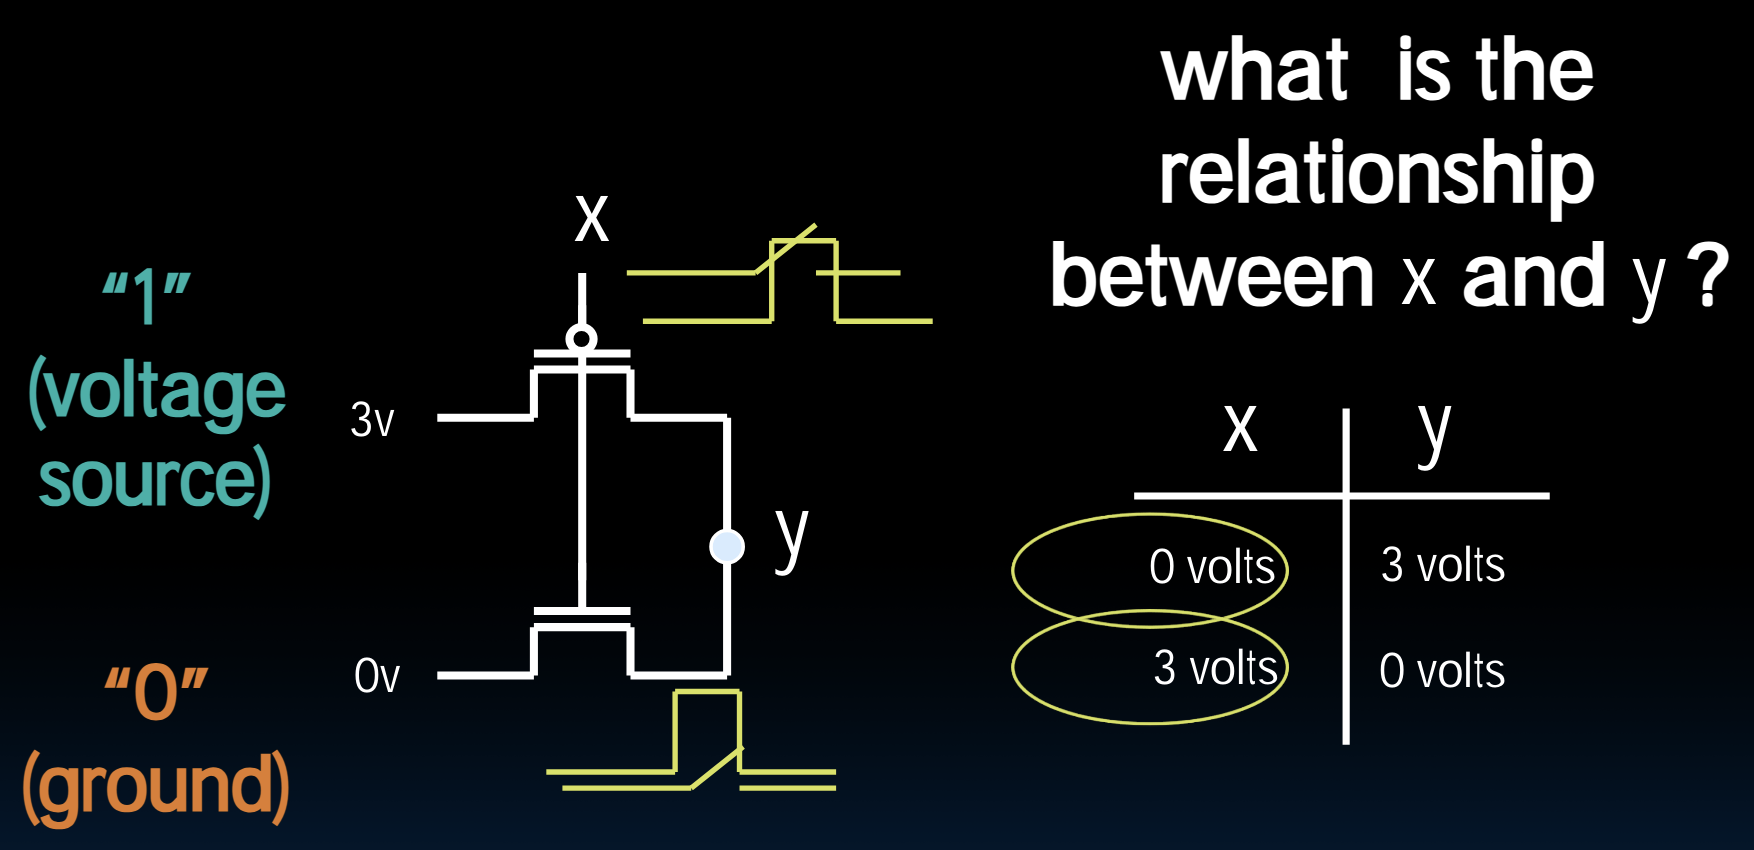 what is the
relationship
between x and y ?
x
“1”
(voltage
source)
3v
y
“0”
(ground)
0v
x y
0 volts 3 volts
3 volts 0 volts